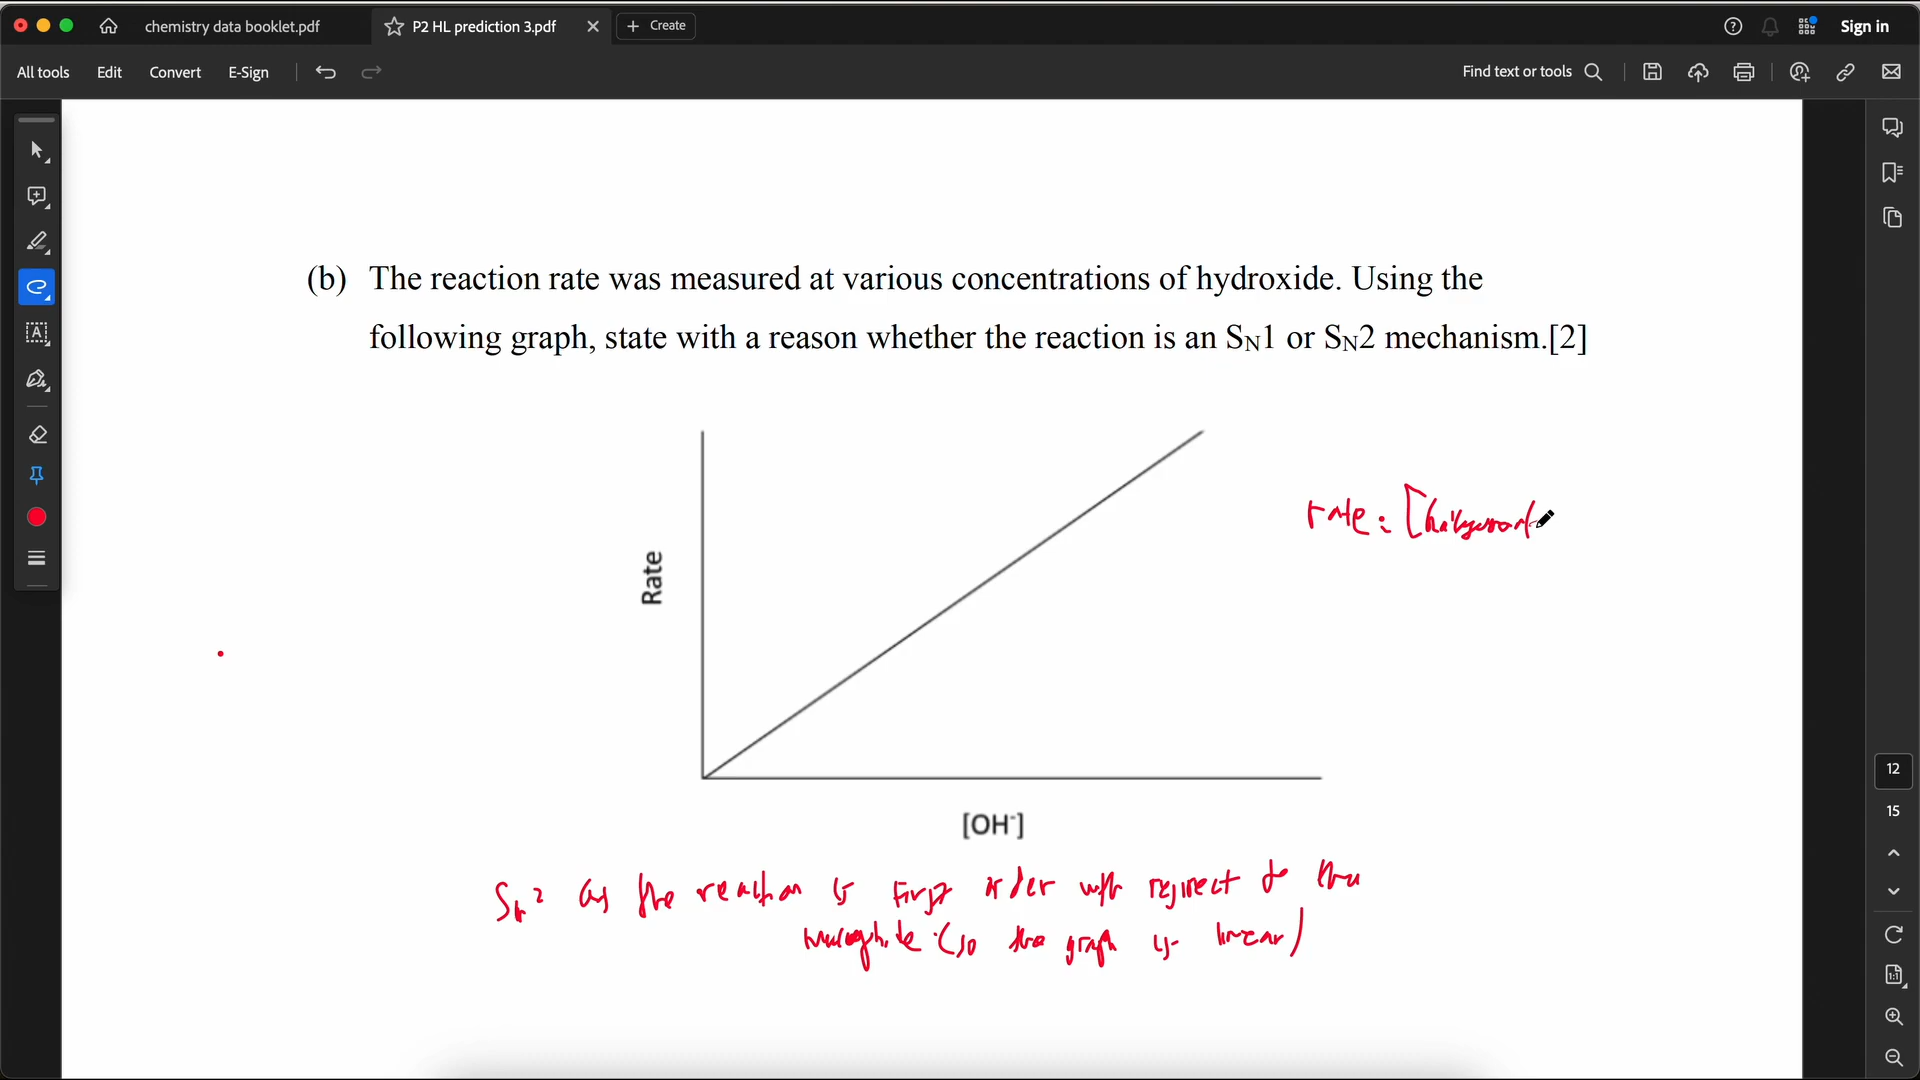 chemistry data booklet.pdf
P2 HL prediction 3.pdf
Create
Sign in
All tools
Edit
Convert
E-Sign
Find text or tools
(b) The reaction rate was measured at various concentrations of hydroxide. Using the
following graph, state with a reason whether the reaction is an SN1 or SN2 mechanism.[2]
rate =
Rate
12
15
[OH-]
SN2 as the reaction is first order with respect to the
nucleophile (so the graph is linear)